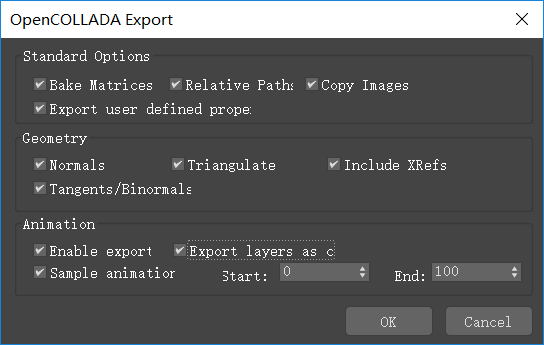 OpenCOLLADA Export
Standard Options
Bake Matrices Relative Paths Copy Images
Export user defined prope
Geometry
Normals Triangulate Include XRefs
Tangents/Binormals
Animation
Enable export Export layers as c
Sample animation Start: 0 End: 100
OK Cancel